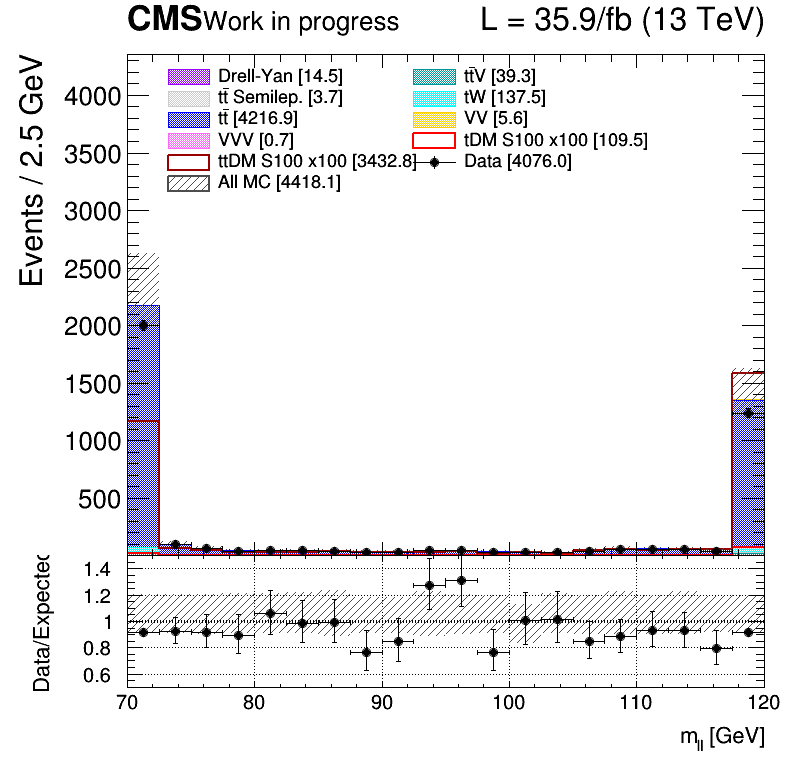 CMS Work in progress L = 35.9/fb (13 TeV)
Events / 2.5 GeV
4000
3500
3000
2500
2000
1500
1000
500
Drell-Yan [14.5]
tt̄ Semilep. [3.7]
tt̄ [4216.9]
VVV [0.7]
ttDM S100 x100 [3432.8]
All MC [4418.1]
tt̄V [39.3]
tW [137.5]
VV [5.6]
tDM S100 x100 [109.5]
Data [4076.0]
Data/Expected
1.4
1.2
1
0.8
0.6
70 80 90 100 110 120
m_ll [GeV]